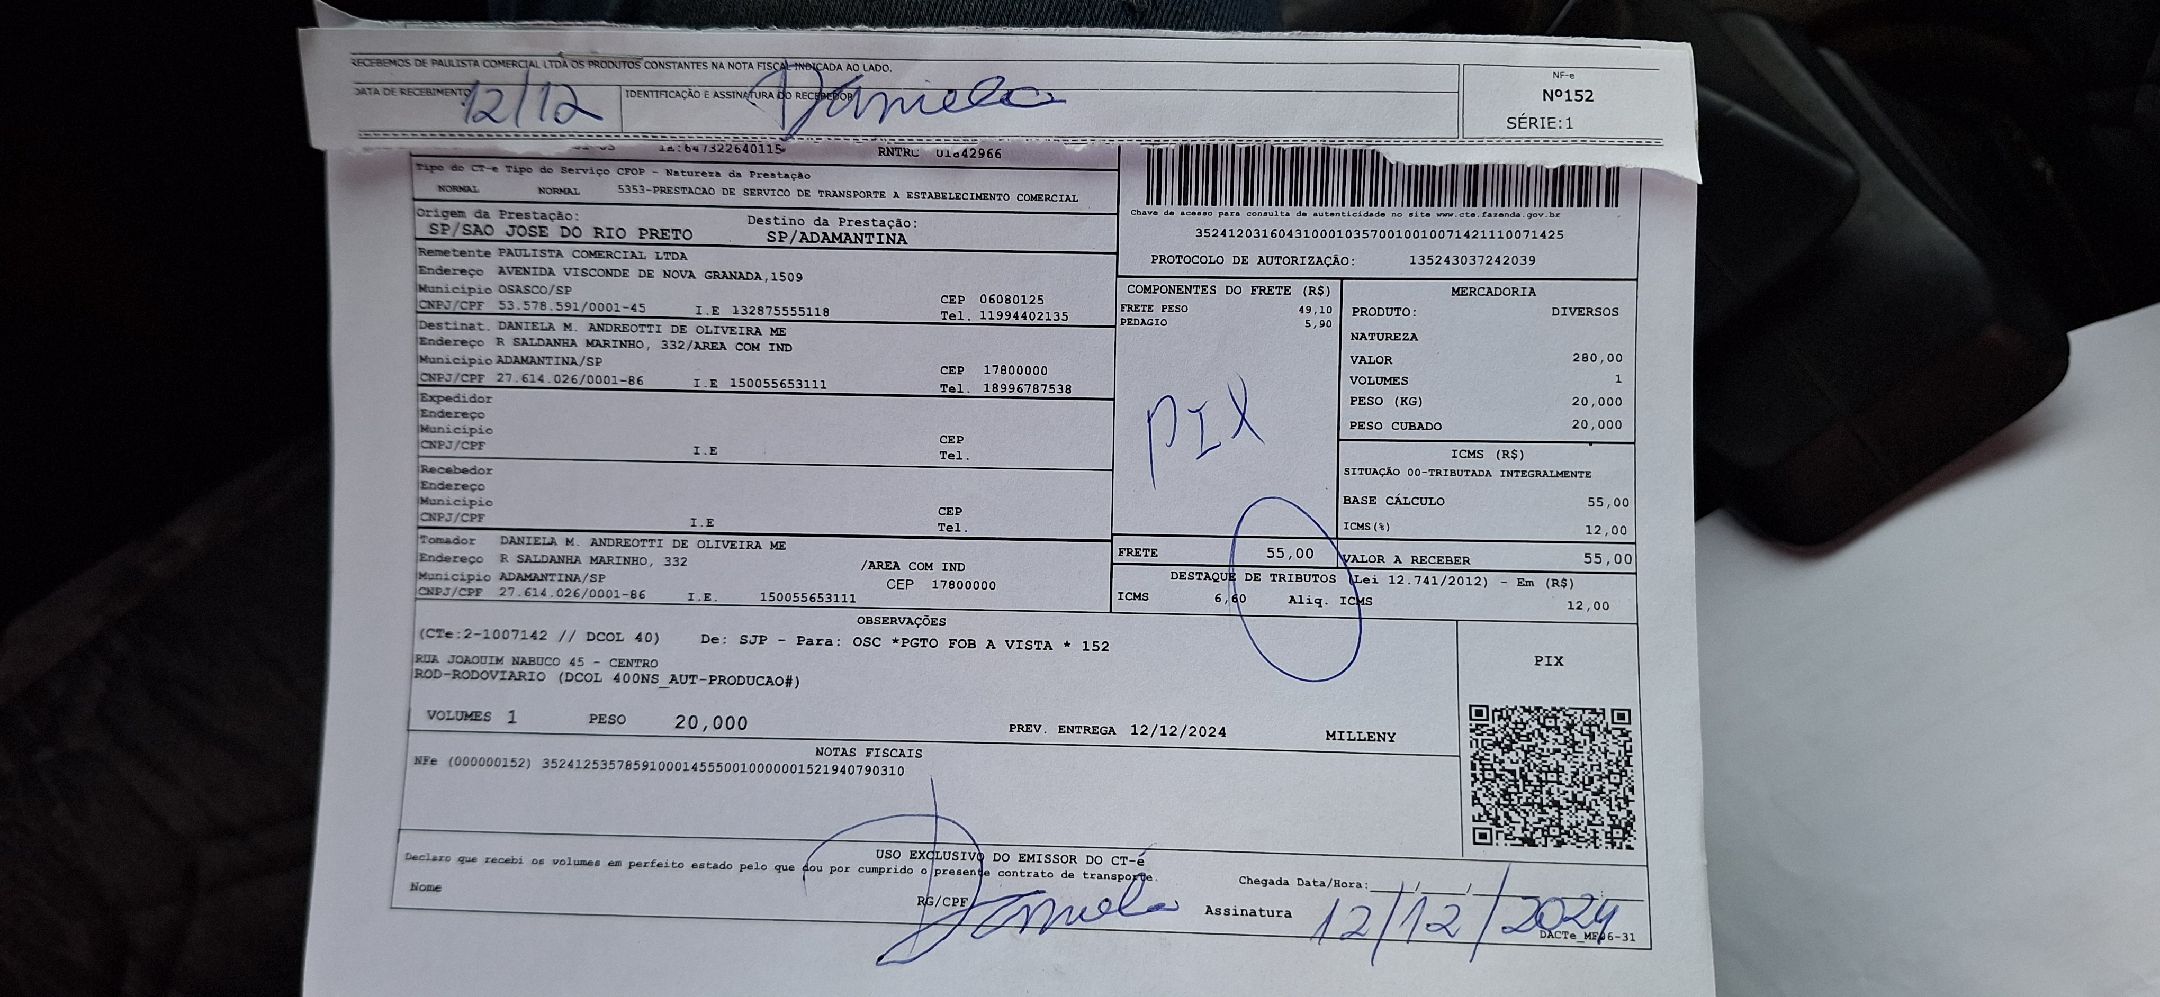 RECEBEMOS DE PAULISTA COMERCIAL LTDA OS PRODUTOS CONSTANTES NA NOTA FISCAL INDICADA AO LADO.
DATA DE RECEBIMENTO
12/12
IDENTIFICAÇÃO E ASSINATURA DO RECEBEDOR
Daniela
NF-e
Nº152
SÉRIE:1
IE:647322640115
RNTRC 01642966
Tipo do CT-e Tipo do Serviço CFOP - Natureza da Prestação
NORMAL NORMAL 5353-PRESTACAO DE SERVICO DE TRANSPORTE A ESTABELECIMENTO COMERCIAL
Origem da Prestação: Destino da Prestação:
SP/SAO JOSE DO RIO PRETO SP/ADAMANTINA
Remetente PAULISTA COMERCIAL LTDA
Endereço AVENIDA VISCONDE DE NOVA GRANADA,1509
Município OSASCO/SP CEP 06080125
CNPJ/CPF 53.578.591/0001-45 I.E 132875555118 Tel. 11994402135
Destinat. DANIELA M. ANDREOTTI DE OLIVEIRA ME
Endereço R SALDANHA MARINHO, 332/AREA COM IND
Município ADAMANTINA/SP CEP 17800000
CNPJ/CPF 27.614.026/0001-86 I.E 150055653111 Tel. 18996787538
Expedidor
Endereço
Município CEP
CNPJ/CPF I.E Tel.
Recebedor
Endereço
Município CEP
CNPJ/CPF I.E Tel.
Tomador DANIELA M. ANDREOTTI DE OLIVEIRA ME
Endereço R SALDANHA MARINHO, 332 /AREA COM IND
Município ADAMANTINA/SP CEP 17800000
CNPJ/CPF 27.614.026/0001-86 I.E. 150055653111
Chave de acesso para consulta de autenticidade no site www.cte.fazenda.gov.br
35241203160431000103570010010071421110071425
PROTOCOLO DE AUTORIZAÇÃO: 135243037242039
COMPONENTES DO FRETE (R$)
FRETE PESO 49,10
PEDAGIO 5,90
PIX
MERCADORIA
PRODUTO: DIVERSOS
NATUREZA
VALOR 280,00
VOLUMES 1
PESO (KG) 20,000
PESO CUBADO 20,000
ICMS (R$)
SITUAÇÃO 00-TRIBUTADA INTEGRALMENTE
BASE CÁLCULO 55,00
ICMS(%) 12,00
FRETE 55,00 VALOR A RECEBER 55,00
DESTAQUE DE TRIBUTOS (Lei 12.741/2012) - Em (R$)
ICMS 6,60 Aliq. ICMS 12,00
OBSERVAÇÕES
(CTe:2-1007142 // DCOL 40) De: SJP - Para: OSC *PGTO FOB A VISTA * 152
RUA JOAQUIM NABUCO 45 - CENTRO
ROD-RODOVIARIO (DCOL 400NS_AUT-PRODUCAO#)
VOLUMES 1 PESO 20,000 PREV. ENTREGA 12/12/2024 MILLENY
PIX
NOTAS FISCAIS
NFe (000000152) 35241253578591000145550010000001521940790310
USO EXCLUSIVO DO EMISSOR DO CT-e
Declaro que recebi os volumes em perfeito estado pelo que dou por cumprido o presente contrato de transporte.
Nome RG/CPF Daniela
Chegada Data/Hora:___/___/___ :
Assinatura 12/12/2024
DACTe_MF06-31